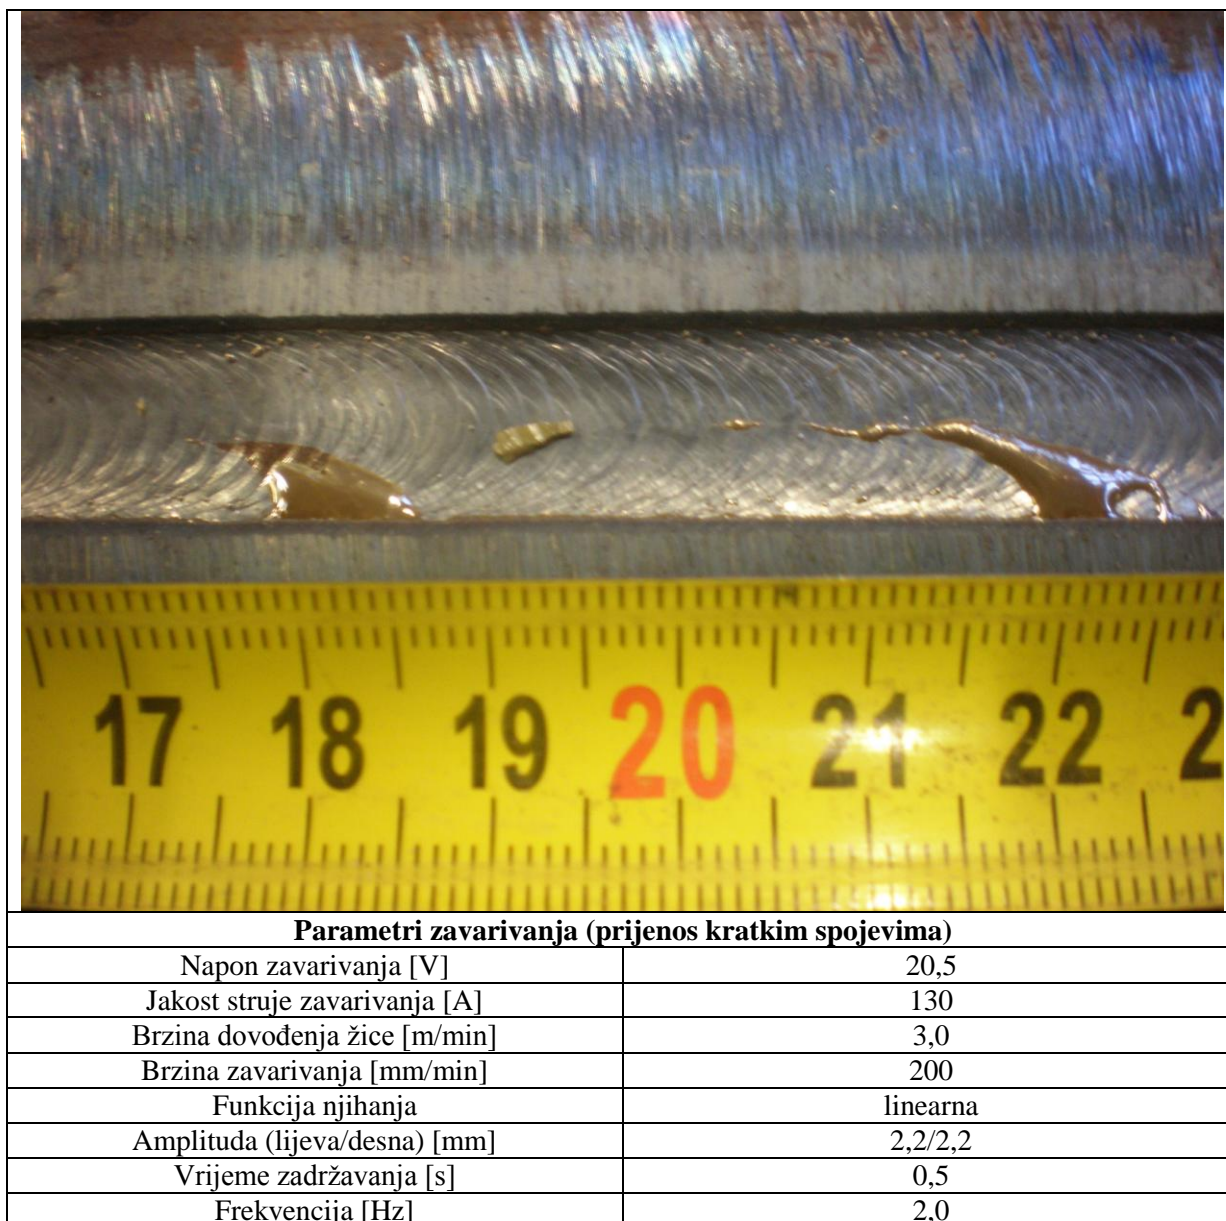 17 18 19 20 21 22 2
Parametri zavarivanja (prijenos kratkim spojevima)
Napon zavarivanja [V] 20,5
Jakost struje zavarivanja [A] 130
Brzina dovođenja žice [m/min] 3,0
Brzina zavarivanja [mm/min] 200
Funkcija njihanja linearna
Amplituda (lijeva/desna) [mm] 2,2/2,2
Vrijeme zadržavanja [s] 0,5
Frekvencija [Hz] 2,0